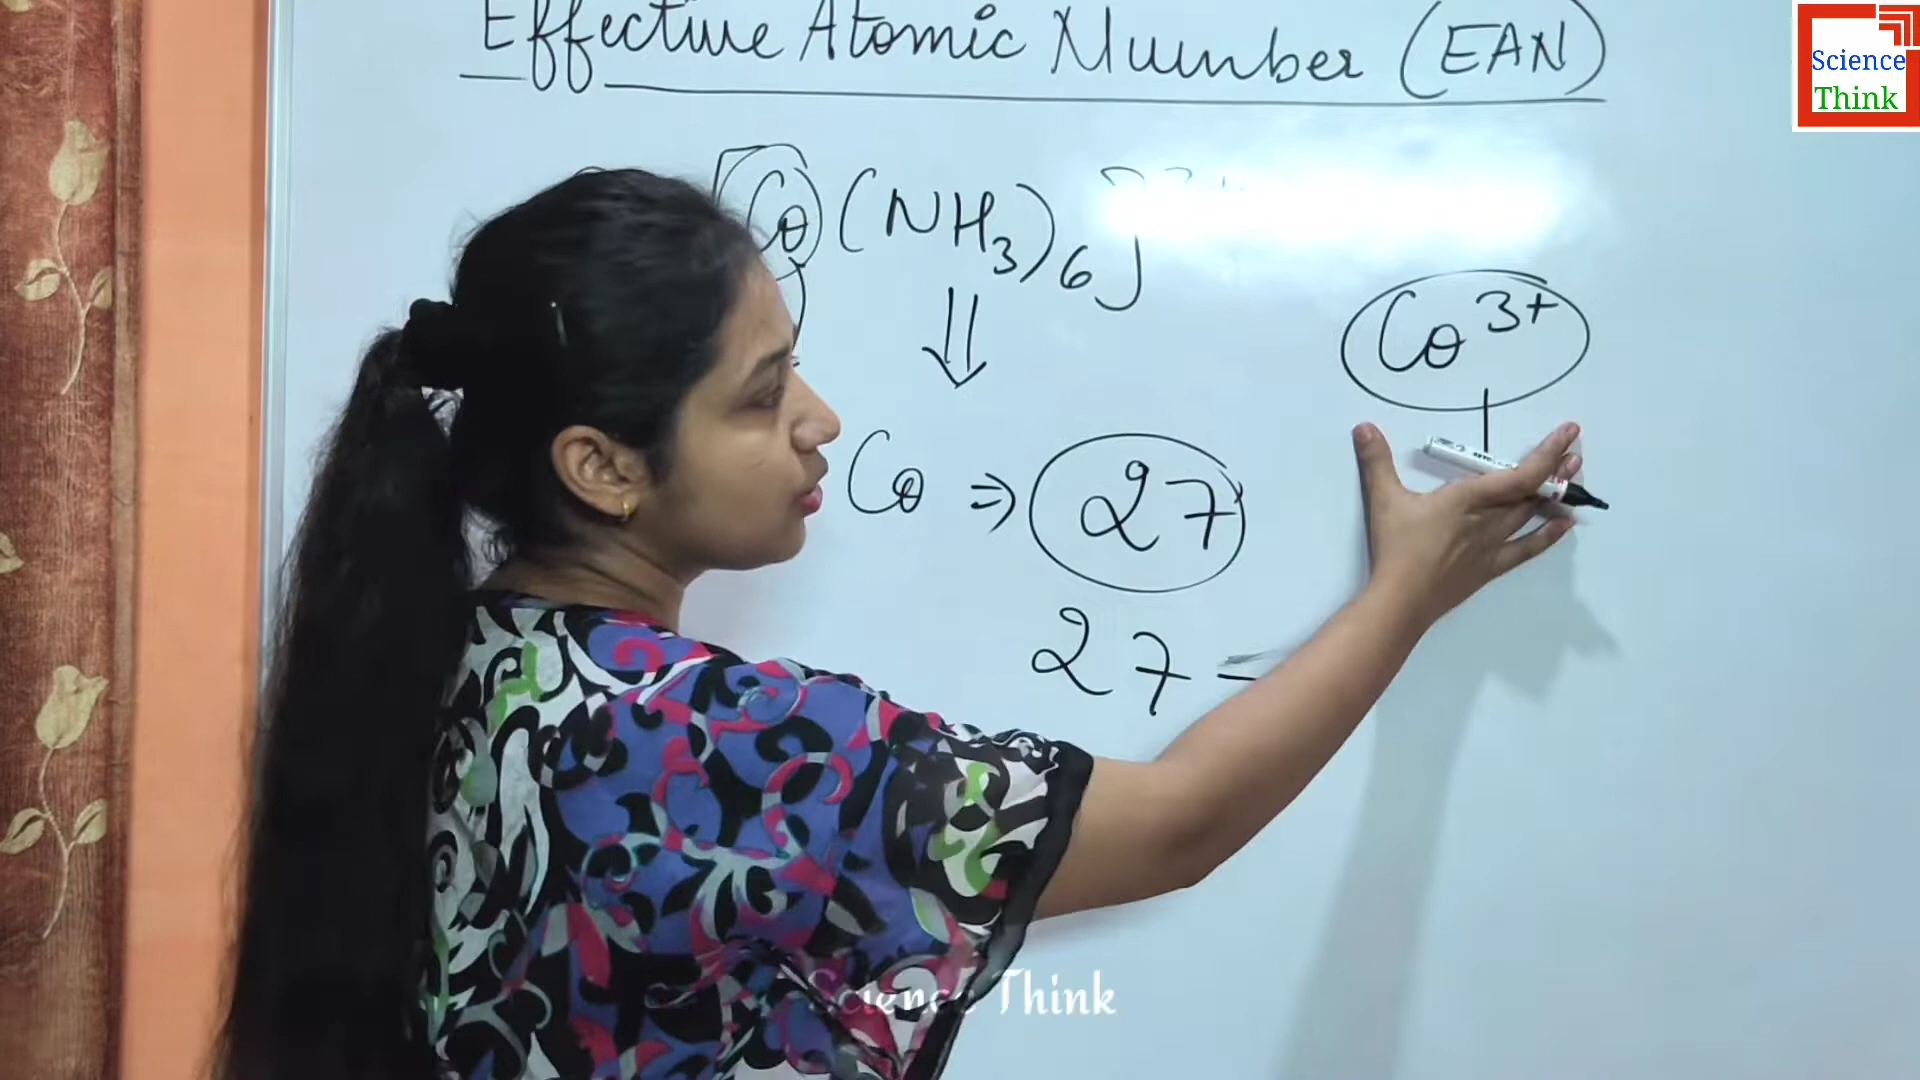 Effective Atomic Number (EAN)
Science
Think
Co(NH3)6]
Co3+
Co ⇒ 27
27 -
Science Think